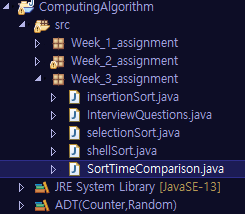 ComputingAlgorithm
src
Week_1_assignment
Week_2_assignment
Week_3_assignment
insertionSort.java
InterviewQuestions.java
selectionSort.java
shellSort.java
SortTimeComparison.java
JRE System Library [JavaSE-13]
ADT(Counter,Random)